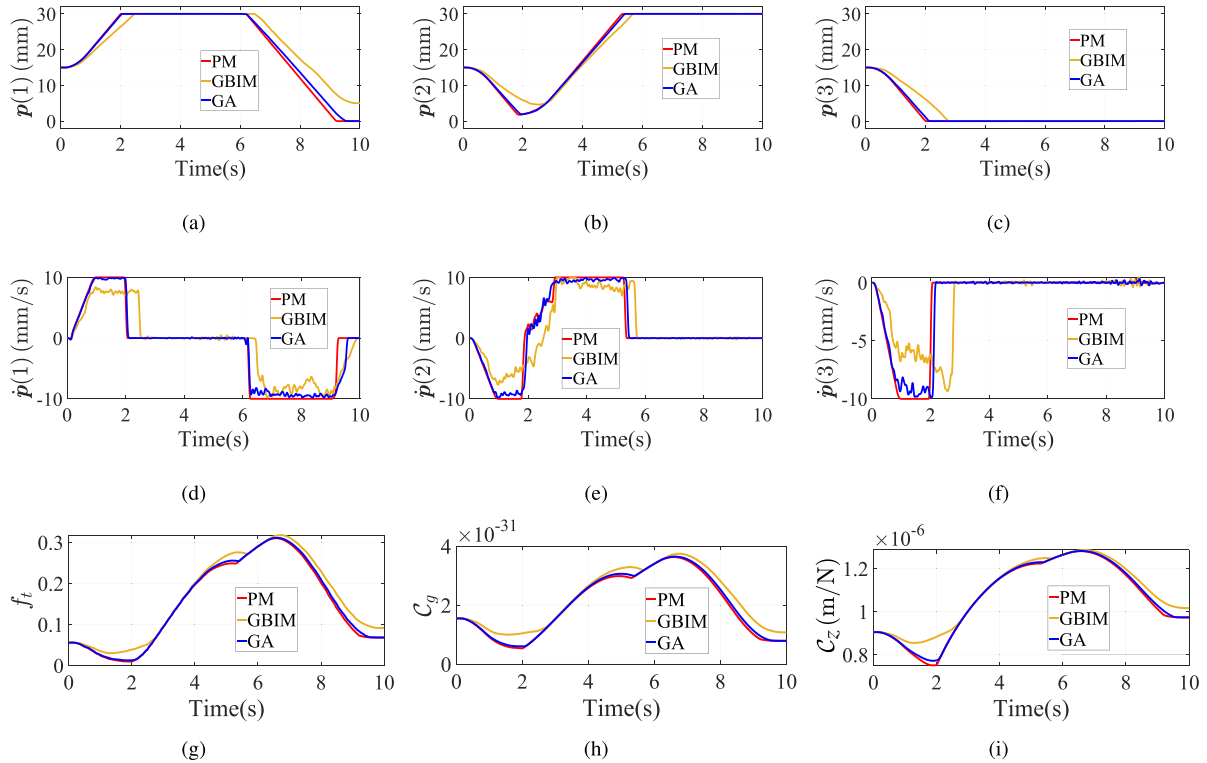 30
20
10
0
p(1) (mm)
PM
GBIM
GA
0 2 4 6 8 10
Time(s)
(a)
30
20
10
0
p(2) (mm)
PM
GBIM
GA
0 2 4 6 8 10
Time(s)
(b)
30
20
10
0
p(3) (mm)
PM
GBIM
GA
0 2 4 6 8 10
Time(s)
(c)
10
0
-10
ṗ(1) (mm/s)
PM
GBIM
GA
0 2 4 6 8 10
Time(s)
(d)
10
0
-10
ṗ(2) (mm/s)
PM
GBIM
GA
0 2 4 6 8 10
Time(s)
(e)
0
-5
-10
ṗ(3) (mm/s)
PM
GBIM
GA
0 2 4 6 8 10
Time(s)
(f)
0.3
0.2
0.1
0
f_t
PM
GBIM
GA
0 2 4 6 8 10
Time(s)
(g)
×10^-31
4
2
0
C_g
PM
GBIM
GA
0 2 4 6 8 10
Time(s)
(h)
×10^-6
1.2
1
0.8
C_Z (m/N)
PM
GBIM
GA
0 2 4 6 8 10
Time(s)
(i)